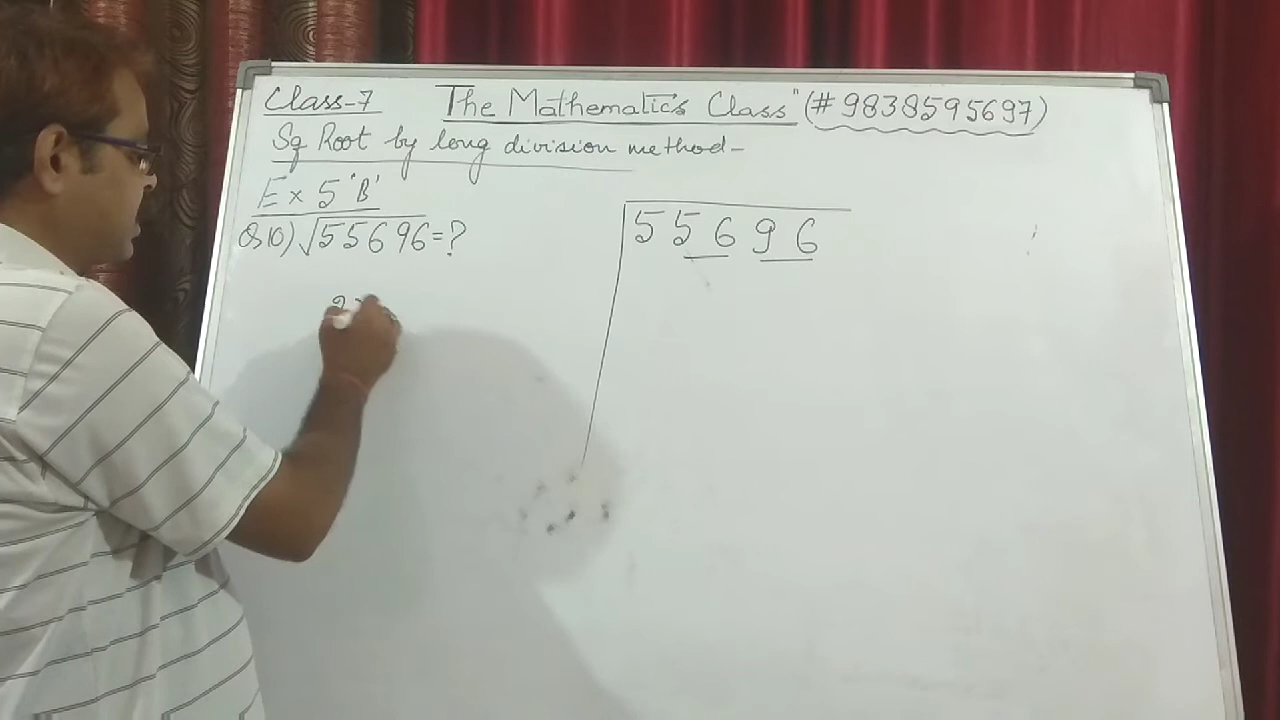 Class-7 The Mathematics Class" (#9838595697)
Sq Root by long division method-
Ex 5 'B'
Q10) √55696=?
55696